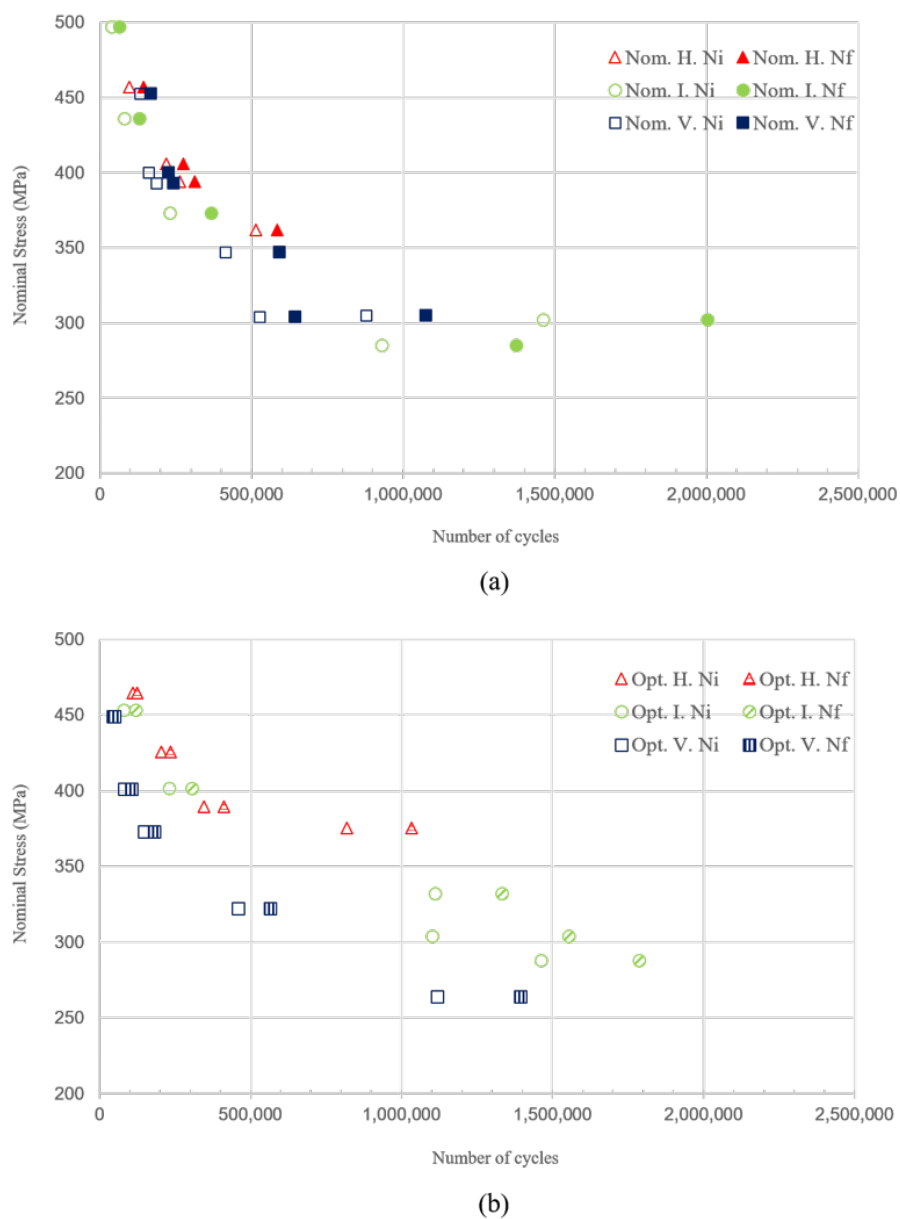 500
Nom. H. Ni Nom. H. Nf
450
Nom. I. Ni Nom. I. Nf
Nom. V. Ni Nom. V. Nf
400
350
300
250
200
Nominal Stress (MPa)
0 500,000 1,000,000 1,500,000 2,000,000 2,500,000
Number of cycles
(a)
500
Opt. H. Ni Opt. H. Nf
450
Opt. I. Ni Opt. I. Nf
Opt. V. Ni Opt. V. Nf
400
350
300
250
200
Nominal Stress (MPa)
0 500,000 1,000,000 1,500,000 2,000,000 2,500,000
Number of cycles
(b)